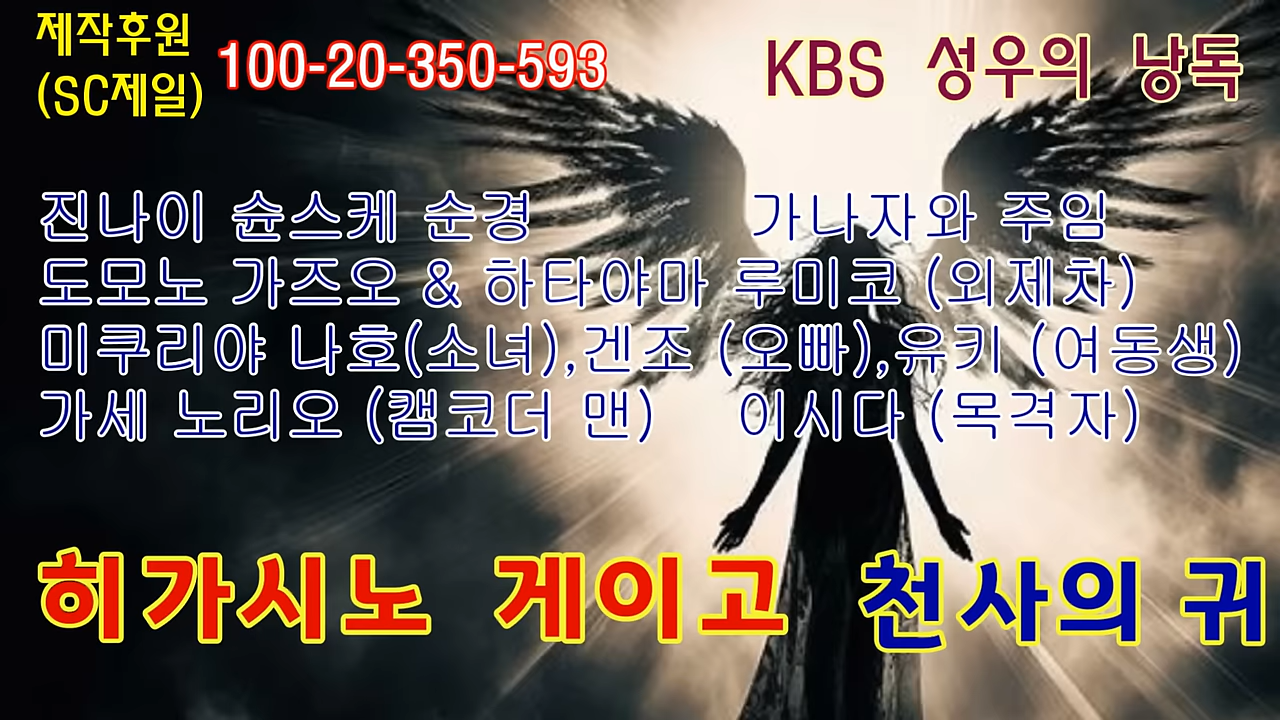 제작후원
(SC제일) 100-20-350-593
KBS 성우의 낭독
진나이 슌스케 순경 가나자와 주임
도모노 가즈오 & 하타야마 루미코 (외제차)
미쿠리야 나호(소녀),겐조 (오빠),유키 (여동생)
가세 노리오 (캠코더 맨) 이시다 (목격자)
히가시노 게이고 천사의 귀